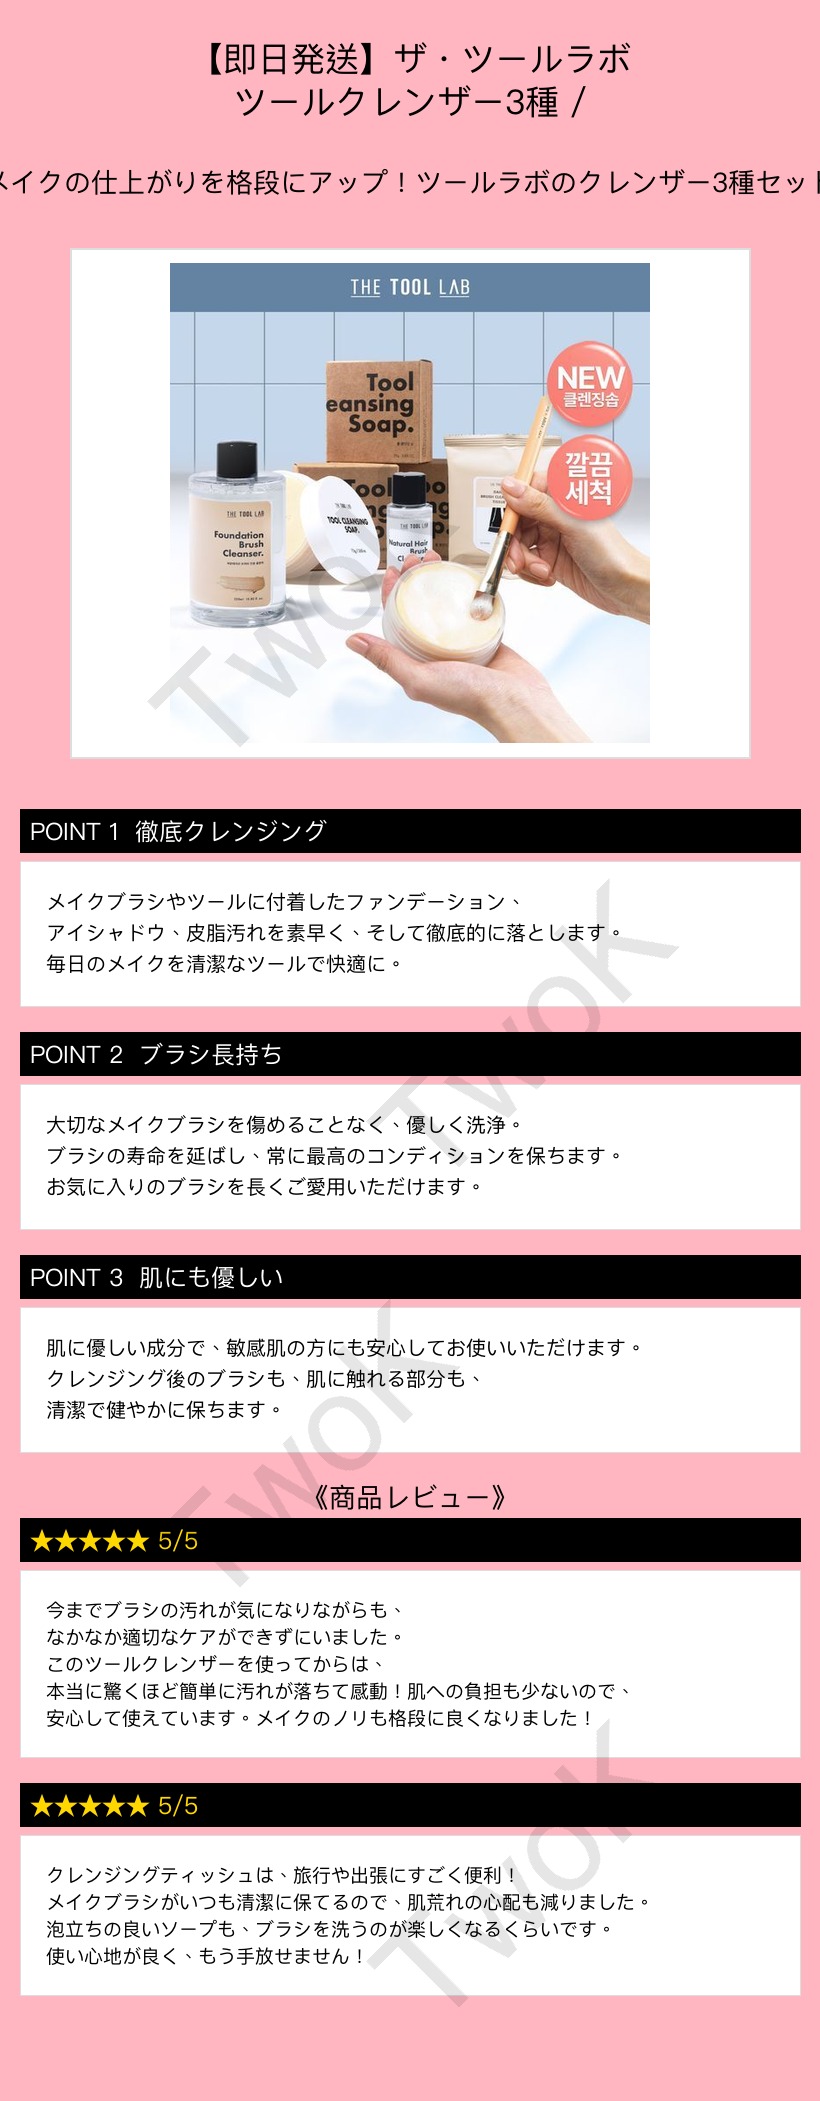 【即日発送】ザ・ツールラボ
ツールクレンザー3種 /
メイクの仕上がりを格段にアップ！ツールラボのクレンザー3種セット
THE TOOL LAB
NEW
클렌징솝
깔끔
세척
Tool
eansing
Soap.
THE TOOL LAB
Foundation
Brush
Cleanser.
THE TOOL LAB
TOOL CLEANSING
SOAP.
THE TOOL LAB
Natural Hair
Brush
POINT 1 徹底クレンジング
メイクブラシやツールに付着したファンデーション、
アイシャドウ、皮脂汚れを素早く、そして徹底的に落とします。
毎日のメイクを清潔なツールで快適に。
POINT 2 ブラシ長持ち
大切なメイクブラシを傷めることなく、優しく洗浄。
ブラシの寿命を延ばし、常に最高のコンディションを保ちます。
お気に入りのブラシを長くご愛用いただけます。
POINT 3 肌にも優しい
肌に優しい成分で、敏感肌の方にも安心してお使いいただけます。
クレンジング後のブラシも、肌に触れる部分も、
清潔で健やかに保ちます。
《商品レビュー》
★★★★★ 5/5
今までブラシの汚れが気になりながらも、
なかなか適切なケアができずにいました。
このツールクレンザーを使ってからは、
本当に驚くほど簡単に汚れが落ちて感動！肌への負担も少ないので、
安心して使えています。メイクのノリも格段に良くなりました！
★★★★★ 5/5
クレンジングティッシュは、旅行や出張にすごく便利！
メイクブラシがいつも清潔に保てるので、肌荒れの心配も減りました。
泡立ちの良いソープも、ブラシを洗うのが楽しくなるくらいです。
使い心地が良く、もう手放せません！
TwoK
TwoK
TwoK
TwoK